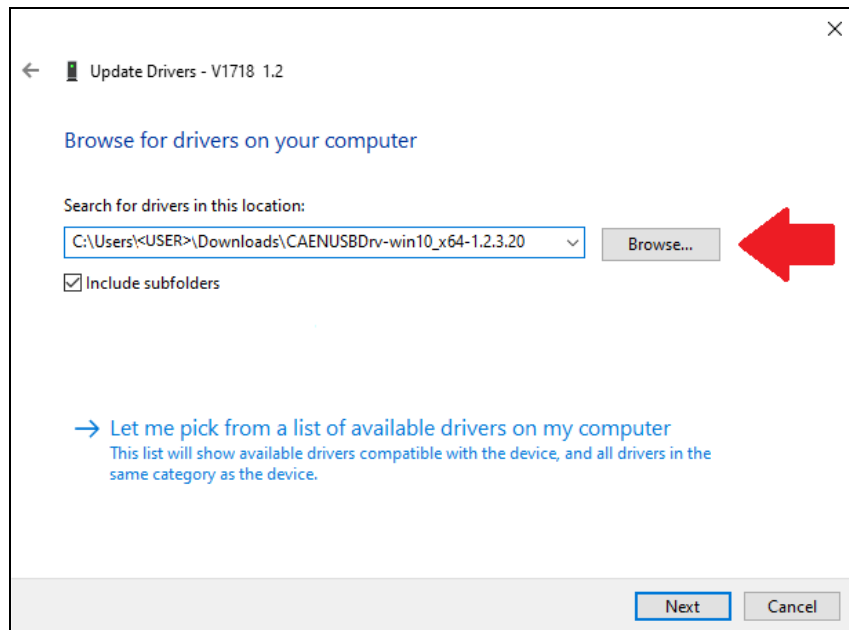 Update Drivers - V1718 1.2
Browse for drivers on your computer
Search for drivers in this location:
C:\Users\<USER>\Downloads\CAENUSBDrv-win10_x64-1.2.3.20
Browse...
Include subfolders
Let me pick from a list of available drivers on my computer
This list will show available drivers compatible with the device, and all drivers in the
same category as the device.
Next
Cancel